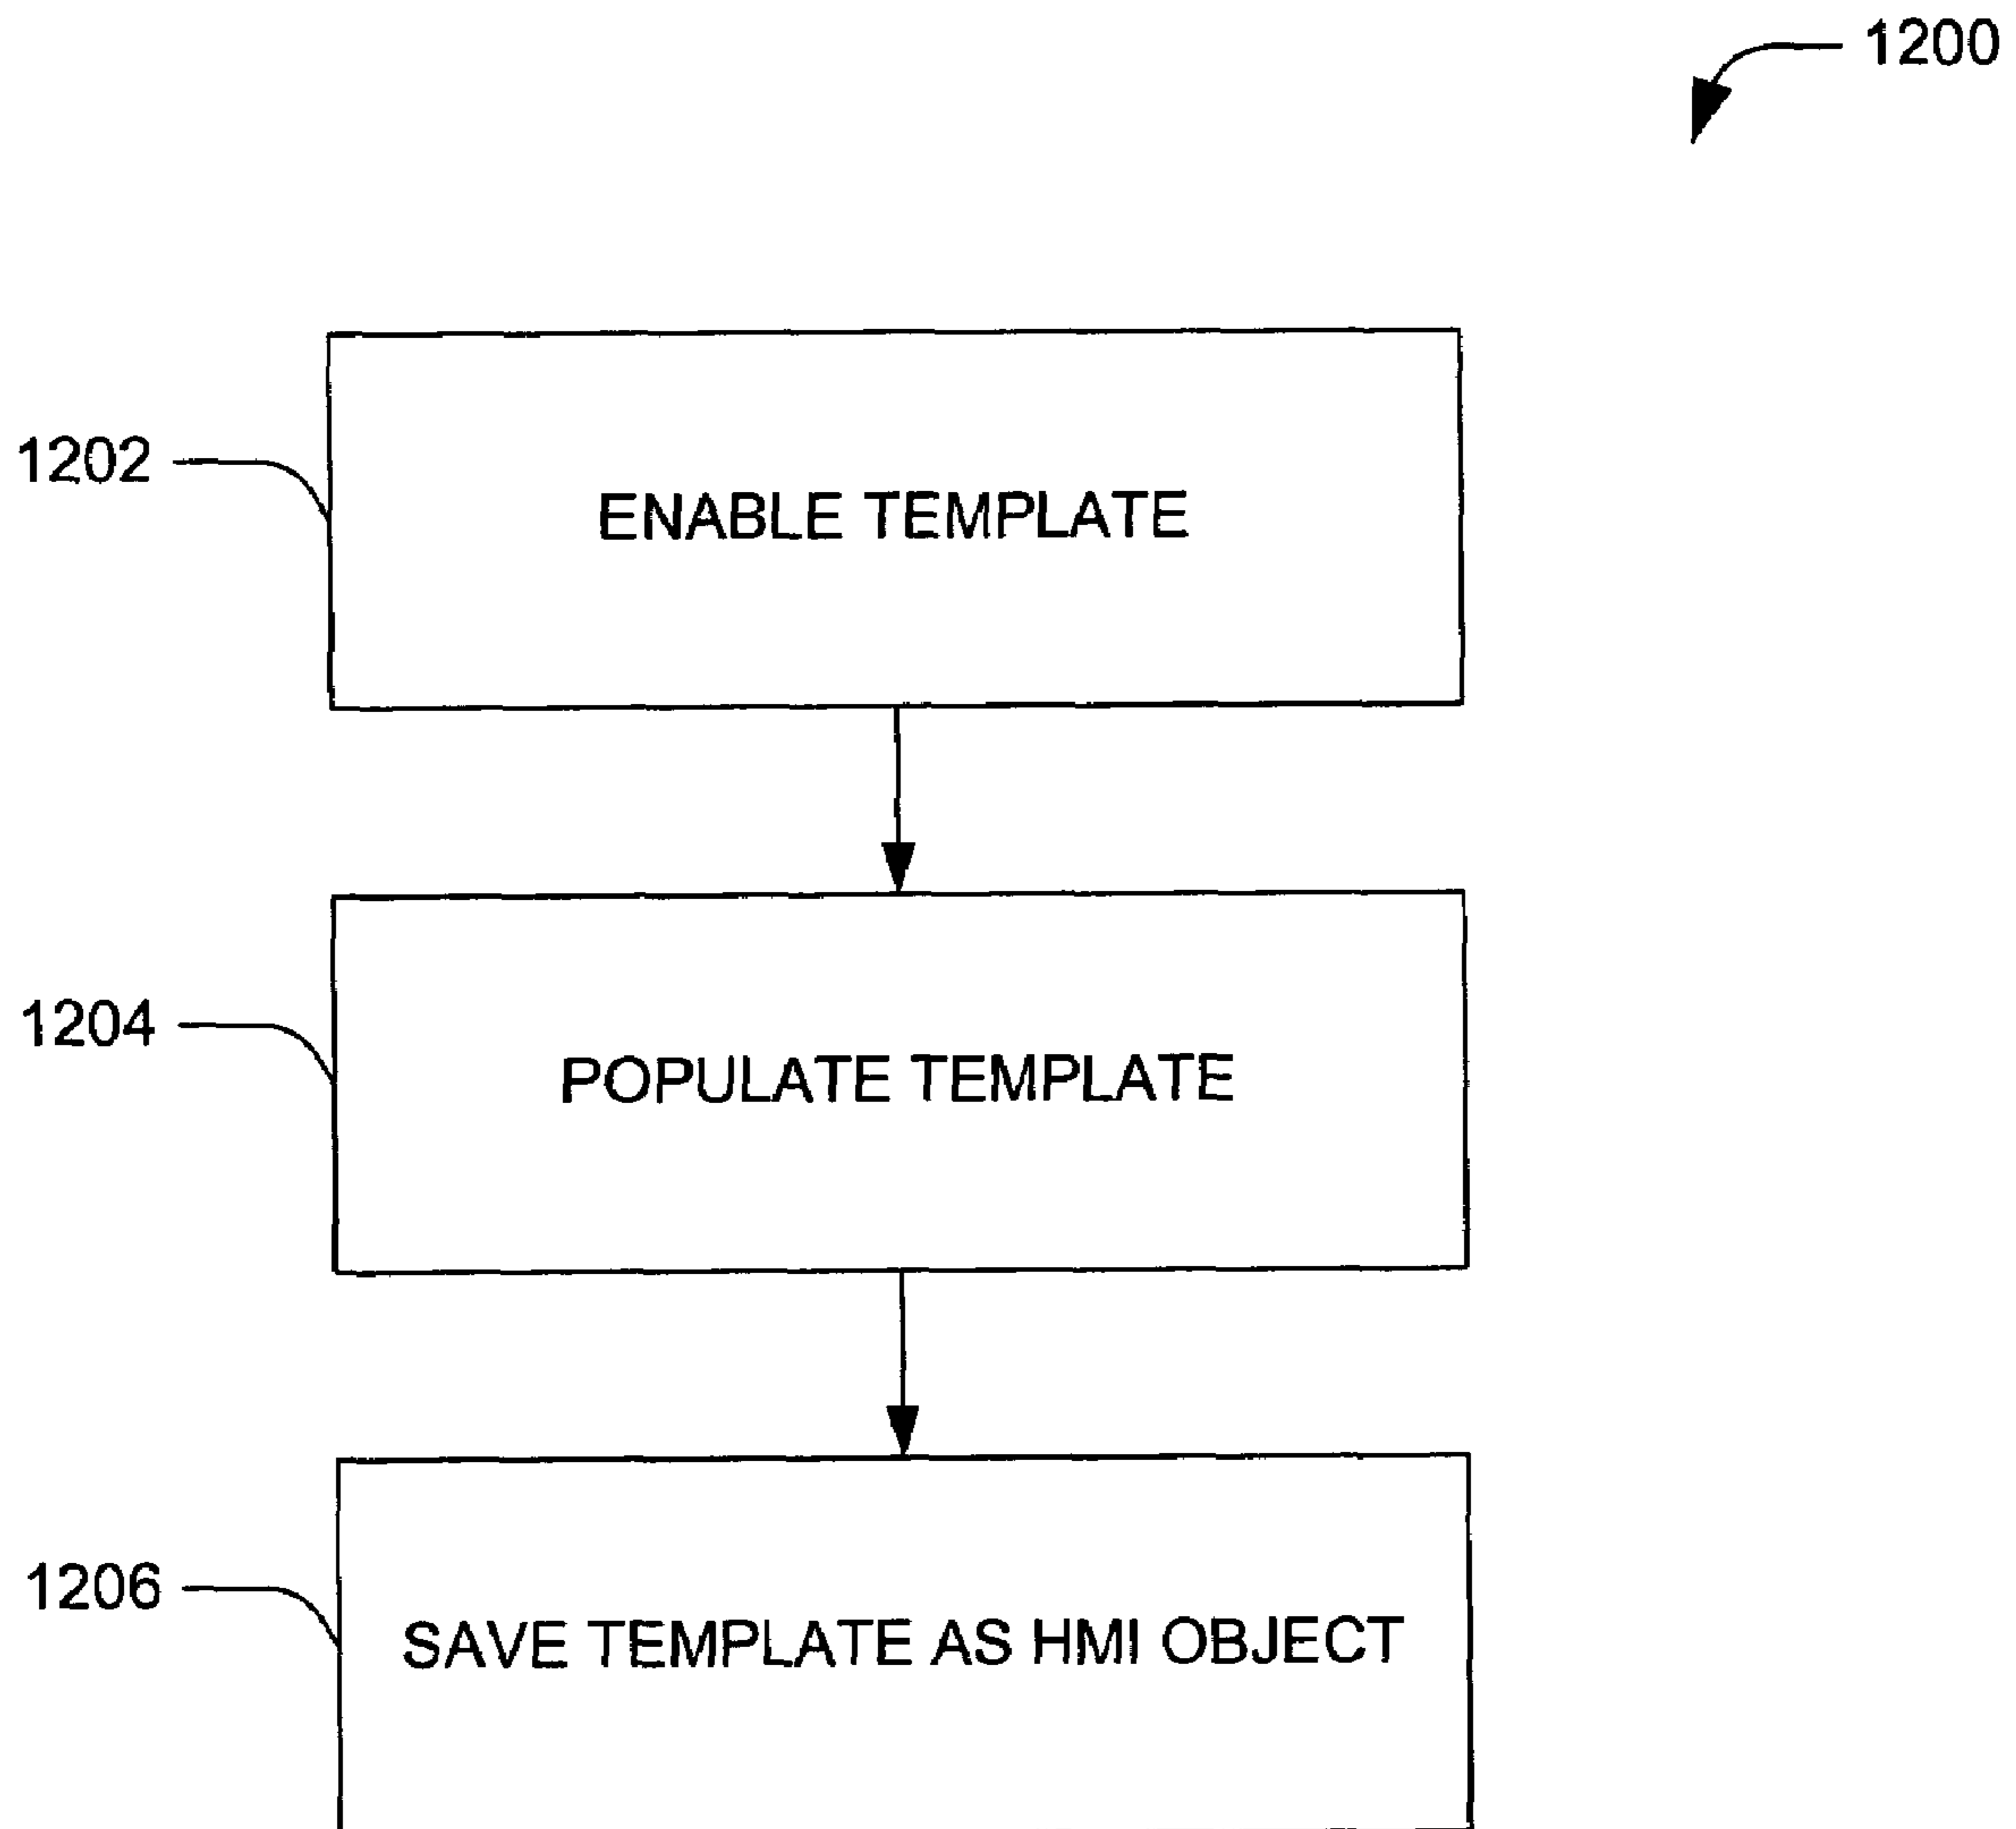 1200
1202
ENABLE TEMPLATE
1204
POPULATE TEMPLATE
1206
SAVE TEMPLATE AS HMI OBJECT